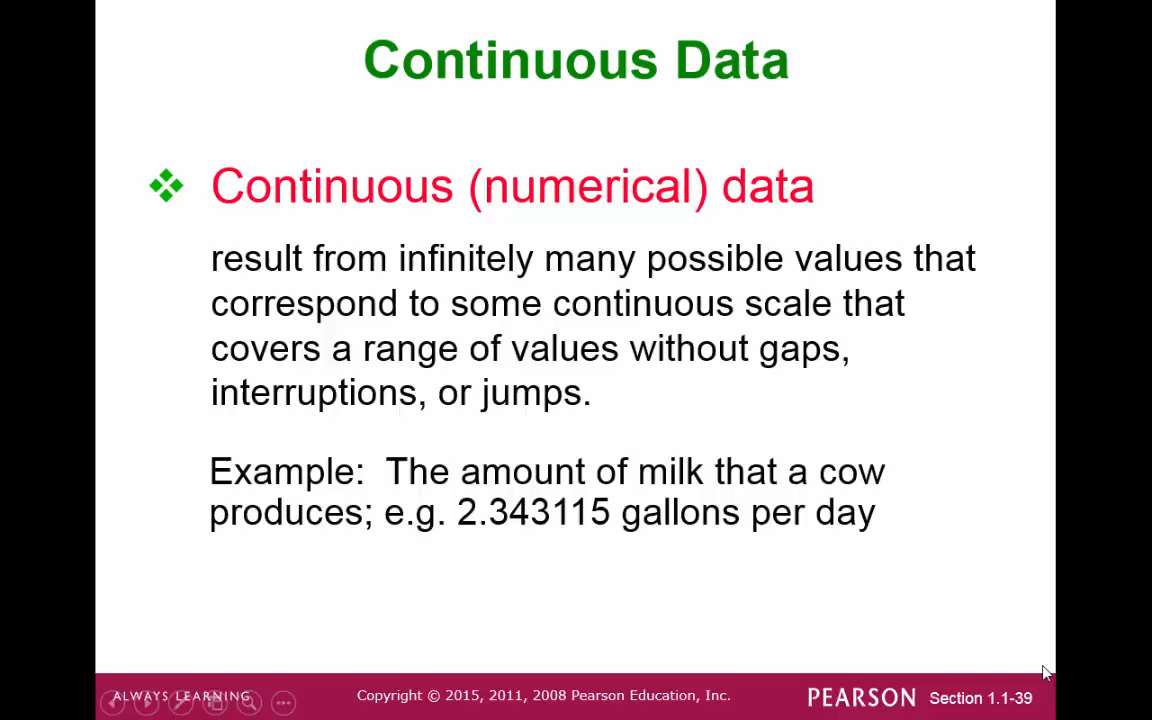 Continuous Data
Continuous (numerical) data
result from infinitely many possible values that
correspond to some continuous scale that
covers a range of values without gaps,
interruptions, or jumps.
Example: The amount of milk that a cow
produces; e.g. 2.343115 gallons per day
ALWAYS LEARNING
Copyright © 2015, 2011, 2008 Pearson Education, Inc.
PEARSON
Section 1.1-39